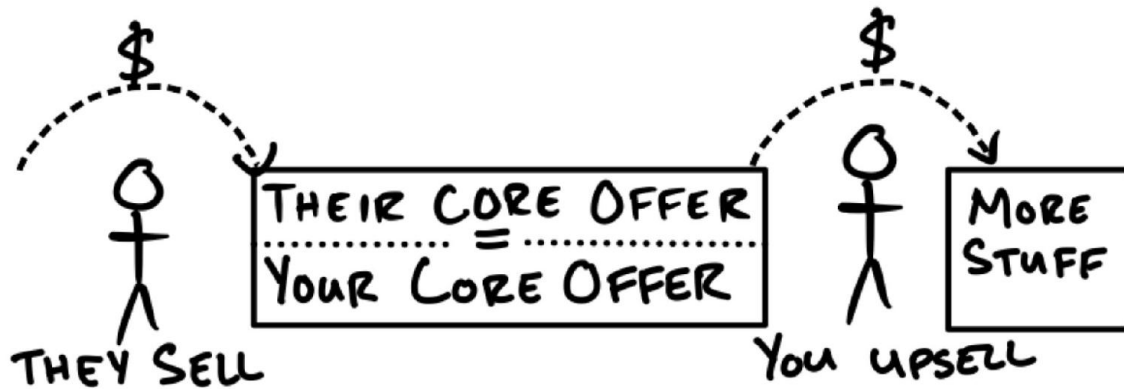 $
$
THEIR CORE OFFER
=
YOUR CORE OFFER
MORE
STUFF
THEY SELL
YOU UPSELL